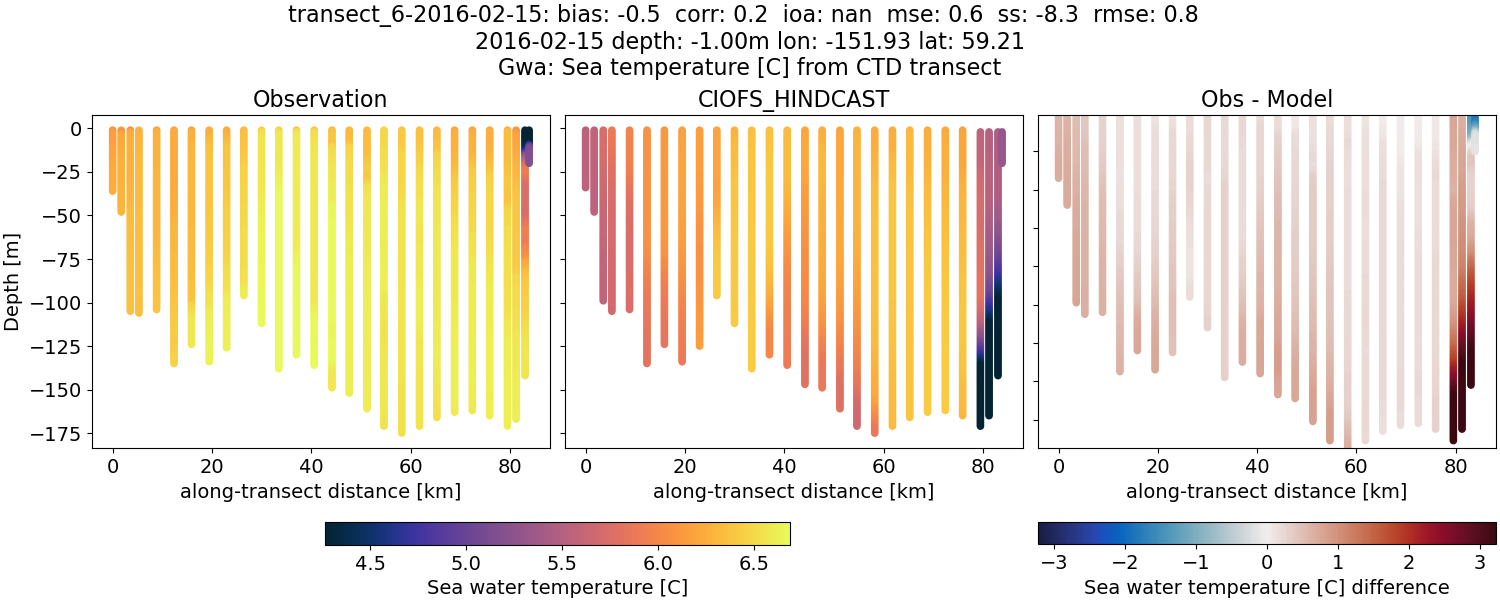 transect_6-2016-02-15: bias: -0.5  corr: 0.2  ioa: nan  mse: 0.6  ss: -8.3  rmse: 0.8
2016-02-15 depth: -1.00m lon: -151.93 lat: 59.21
Gwa: Sea temperature [C] from CTD transect
Observation
CIOFS_HINDCAST
Obs - Model
Depth [m]
0
−25
−50
−75
−100
−125
−150
−175
0 20 40 60 80
0 20 40 60 80
0 20 40 60 80
along-transect distance [km]
along-transect distance [km]
along-transect distance [km]
4.5 5.0 5.5 6.0 6.5
Sea water temperature [C]
−3 −2 −1 0 1 2 3
Sea water temperature [C] difference